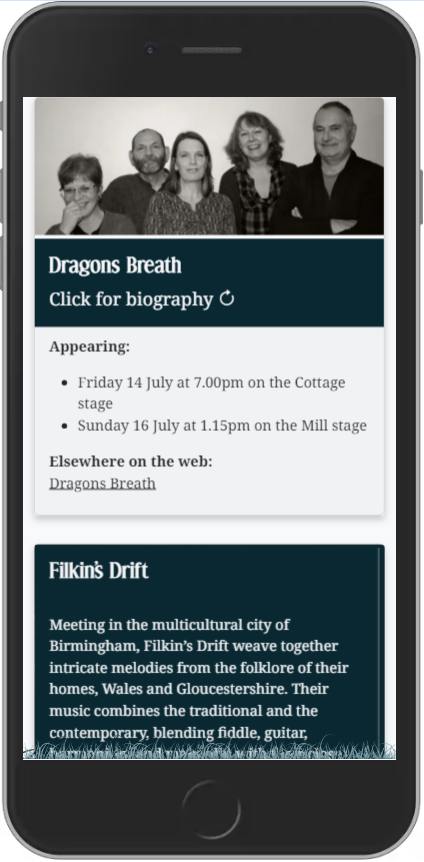 Dragons Breath
Click for biography
Appearing:
Friday 14 July at 7.00pm on the Cottage
stage
Sunday 16 July at 1.15pm on the Mill stage
Elsewhere on the web:
Dragons Breath
Filkin's Drift
Meeting in the multicultural city of
Birmingham, Filkin’s Drift weave together
intricate melodies from the folklore of their
homes, Wales and Gloucestershire. Their
music combines the traditional and the
contemporary, blending fiddle, guitar,